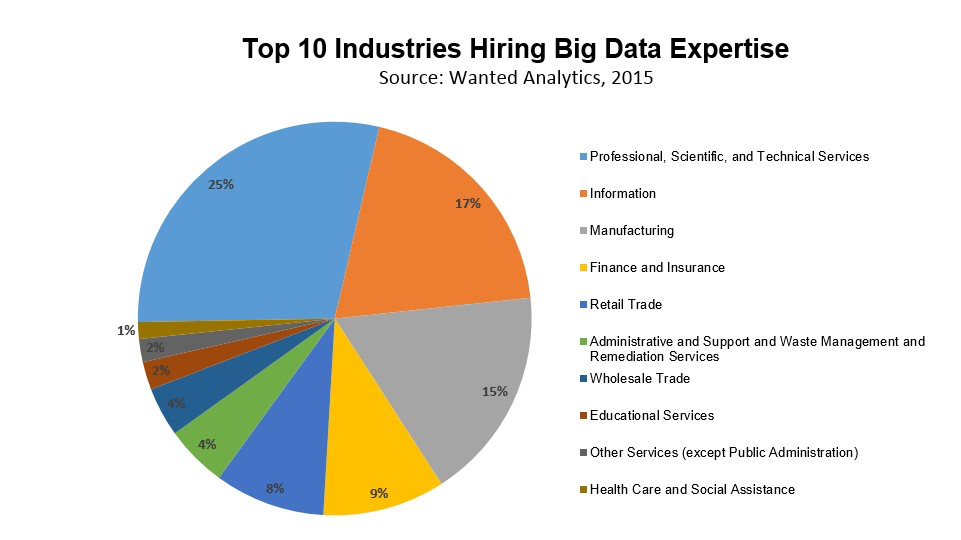 Top 10 Industries Hiring Big Data Expertise
Source: Wanted Analytics, 2015
25%
17%
15%
9%
8%
4%
4%
2%
2%
1%
Professional, Scientific, and Technical Services
Information
Manufacturing
Finance and Insurance
Retail Trade
Administrative and Support and Waste Management and
Remediation Services
Wholesale Trade
Educational Services
Other Services (except Public Administration)
Health Care and Social Assistance